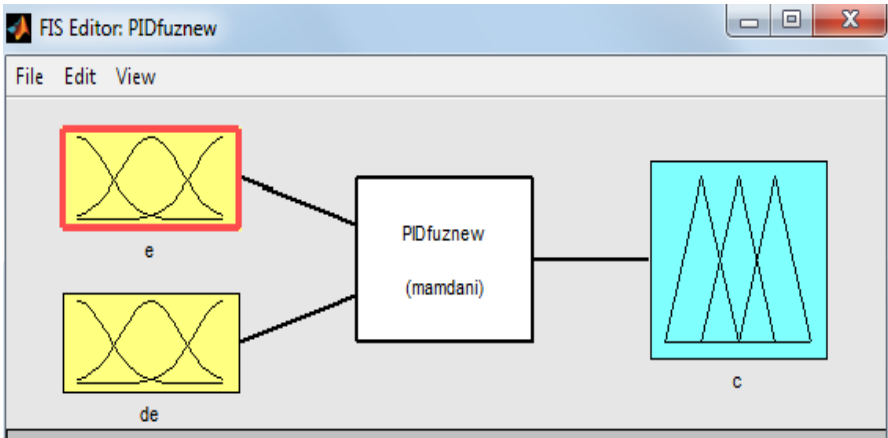 FIS Editor: PIDfuznew
File Edit View
e
PIDfuznew
(mamdani)
de
c